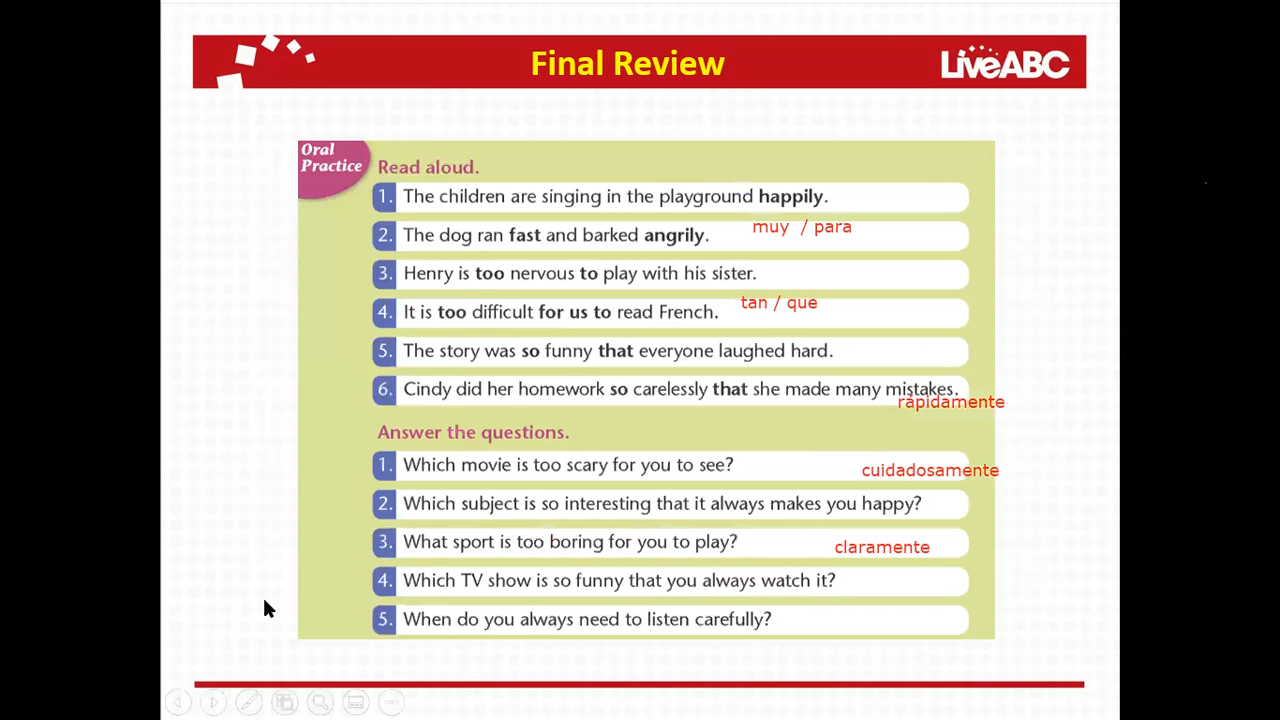 Final Review
LiveABC
Oral
Practice
Read aloud.
1. The children are singing in the playground happily.
muy / para
2. The dog ran fast and barked angrily.
3. Henry is too nervous to play with his sister.
tan / que
4. It is too difficult for us to read French.
5. The story was so funny that everyone laughed hard.
6. Cindy did her homework so carelessly that she made many mistakes.
rápidamente
Answer the questions.
1. Which movie is too scary for you to see?
cuidadosamente
2. Which subject is so interesting that it always makes you happy?
3. What sport is too boring for you to play?
claramente
4. Which TV show is so funny that you always watch it?
5. When do you always need to listen carefully?